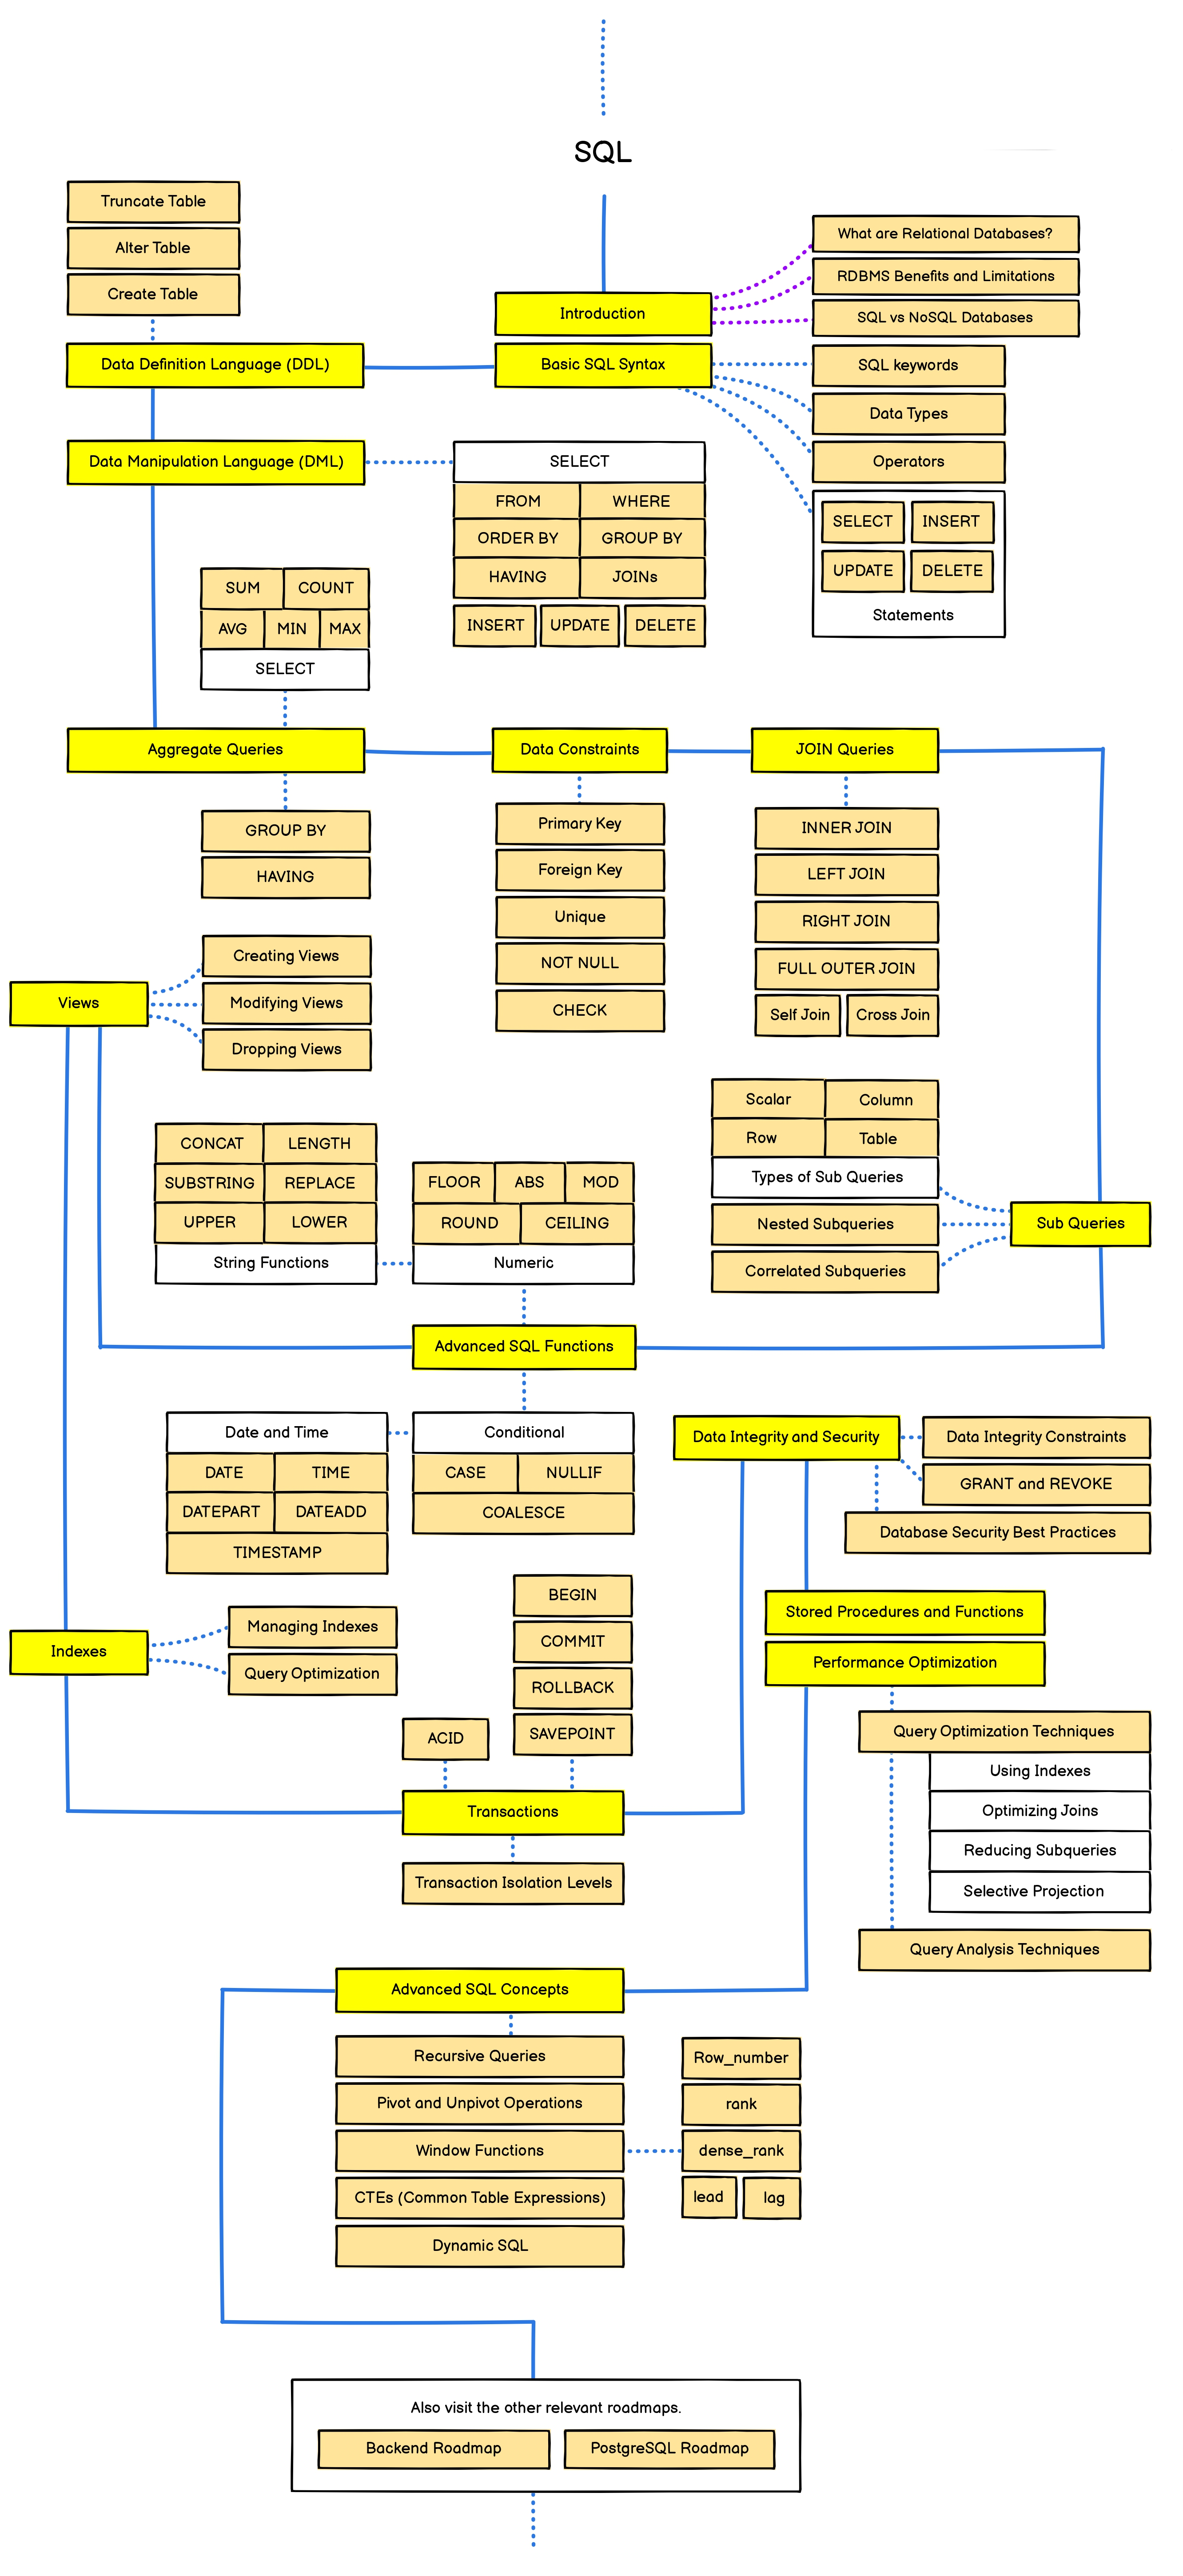 SQL
Truncate Table
Alter Table
Create Table
What are Relational Databases?
RDBMS Benefits and Limitations
SQL vs NoSQL Databases
Introduction
Data Definition Language (DDL)
Basic SQL Syntax
SQL keywords
Data Types
Operators
SELECT INSERT
UPDATE DELETE
Statements
Data Manipulation Language (DML)
SELECT
FROM WHERE
ORDER BY GROUP BY
HAVING JOINs
INSERT UPDATE DELETE
SUM COUNT
AVG MIN MAX
SELECT
Aggregate Queries
Data Constraints
JOIN Queries
GROUP BY
HAVING
Primary Key
Foreign Key
Unique
NOT NULL
CHECK
INNER JOIN
LEFT JOIN
RIGHT JOIN
FULL OUTER JOIN
Self Join Cross Join
Views
Creating Views
Modifying Views
Dropping Views
Scalar Column
Row Table
Types of Sub Queries
Nested Subqueries
Correlated Subqueries
Sub Queries
CONCAT LENGTH
SUBSTRING REPLACE
UPPER LOWER
String Functions
FLOOR ABS MOD
ROUND CEILING
Numeric
Advanced SQL Functions
Date and Time
DATE TIME
DATEPART DATEADD
TIMESTAMP
Conditional
CASE NULLIF
COALESCE
Data Integrity and Security
Data Integrity Constraints
GRANT and REVOKE
Database Security Best Practices
Indexes
Managing Indexes
Query Optimization
BEGIN
COMMIT
ROLLBACK
SAVEPOINT
ACID
Transactions
Transaction Isolation Levels
Stored Procedures and Functions
Performance Optimization
Query Optimization Techniques
Using Indexes
Optimizing Joins
Reducing Subqueries
Selective Projection
Query Analysis Techniques
Advanced SQL Concepts
Recursive Queries
Pivot and Unpivot Operations
Window Functions
CTEs (Common Table Expressions)
Dynamic SQL
Row_number
rank
dense_rank
lead lag
Also visit the other relevant roadmaps.
Backend Roadmap PostgreSQL Roadmap